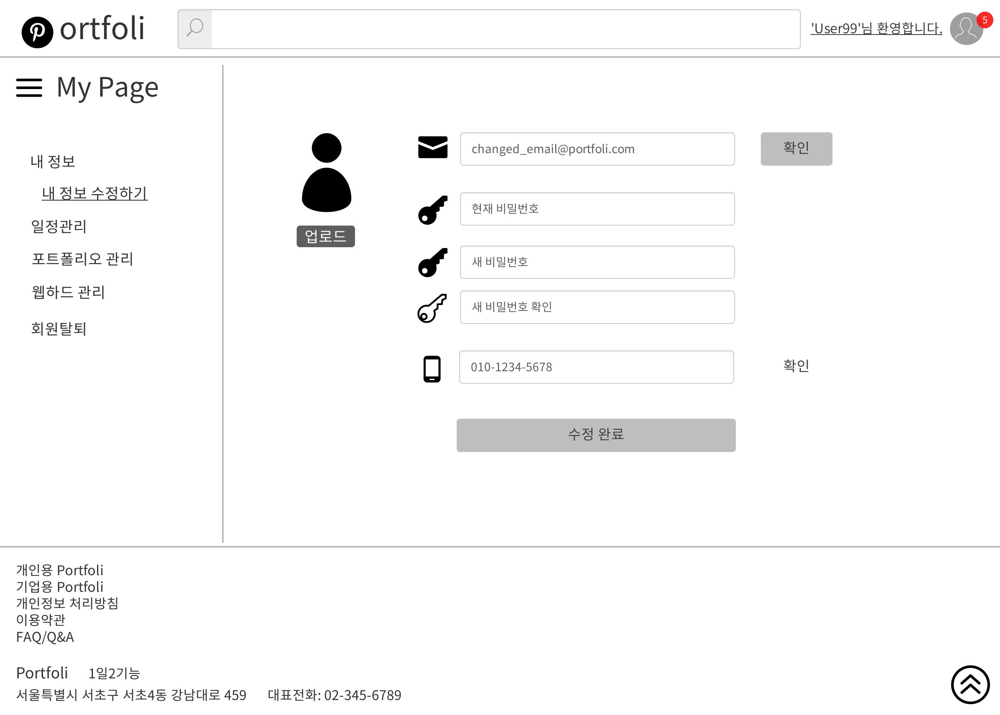 ortfoli
'User99'님 환영합니다.
5
My Page
내 정보
내 정보 수정하기
일정관리
포트폴리오 관리
웹하드 관리
회원탈퇴
업로드
changed_email@portfoli.com
확인
현재 비밀번호
새 비밀번호
새 비밀번호 확인
010-1234-5678
확인
수정 완료
개인용 Portfoli
기업용 Portfoli
개인정보 처리방침
이용약관
FAQ/Q&A
Portfoli 1일2기능
서울특별시 서초구 서초4동 강남대로 459 대표전화: 02-345-6789